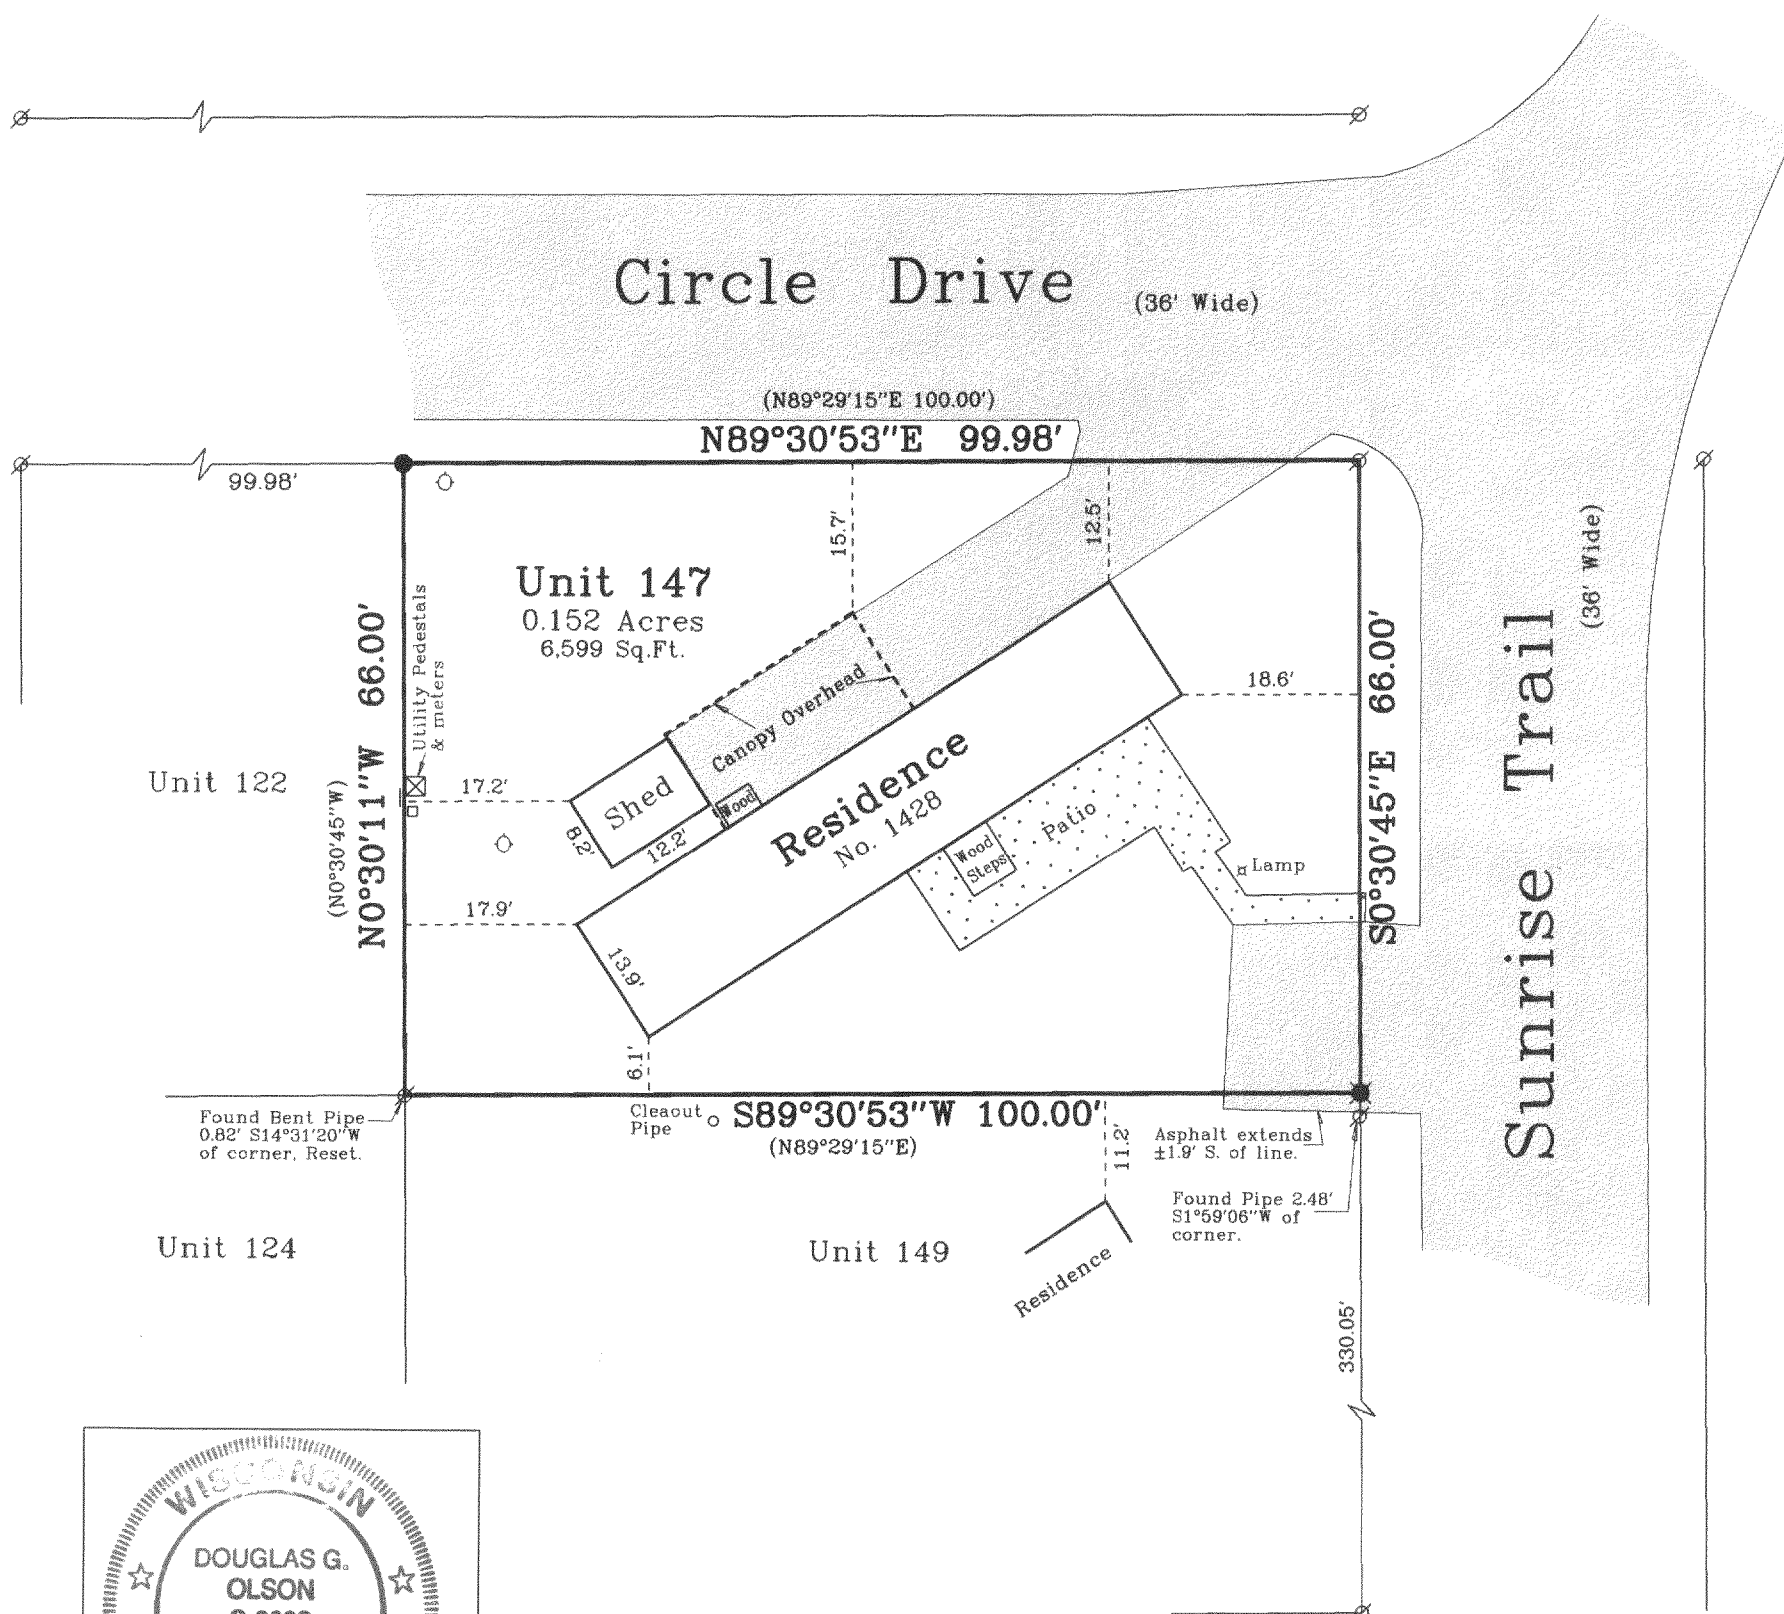 Circle Drive (36' Wide)
(N89°29'15"E 100.00')
N89°30'53"E 99.98'
99.98'
15.7'
12.5'
Unit 147
0.152 Acres
6,599 Sq.Ft.
Utility Pedestals
& meters
N0°30'11"W 66.00'
(N0°30'45"W)
Unit 122
17.2'
Shed
8.2'
12.2'
Canopy Overhead
Wood
Residence
No. 1428
18.6'
S0°30'45"E 66.00'
Sunrise Trail
(36' Wide)
Patio
Wood
Steps
Lamp
17.9'
13.9'
6.1'
Found Bent Pipe
0.82' S14°31'20"W
of corner, Reset.
Cleaout
Pipe
S89°30'53"W 100.00'
(N89°29'15"E)
11.2'
Asphalt extends
±1.9' S. of line.
Found Pipe 2.48'
S1°59'06"W of
corner.
Unit 124
Unit 149
Residence
330.05'
WISCONSIN
DOUGLAS G.
OLSON